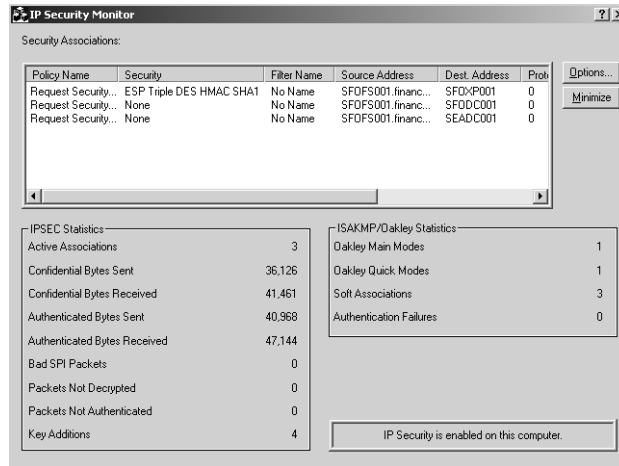 IP Security Monitor
Security Associations:
Policy Name Security Filter Name Source Address Dest. Address Prot
Request Security... ESP Triple DES HMAC SHA1 No Name SFOFS001.financ... SFOXP001 0
Request Security... None No Name SFOFS001.financ... SFODC001 0
Request Security... None No Name SFOFS001.financ... SEADC001 0
Options...
Minimize
IPSEC Statistics
Active Associations 3
Confidential Bytes Sent 36,126
Confidential Bytes Received 41,461
Authenticated Bytes Sent 40,968
Authenticated Bytes Received 47,144
Bad SPI Packets 0
Packets Not Decrypted 0
Packets Not Authenticated 0
Key Additions 4
ISAKMP/Oakley Statistics
Oakley Main Modes 1
Oakley Quick Modes 1
Soft Associations 3
Authentication Failures 0
IP Security is enabled on this computer.